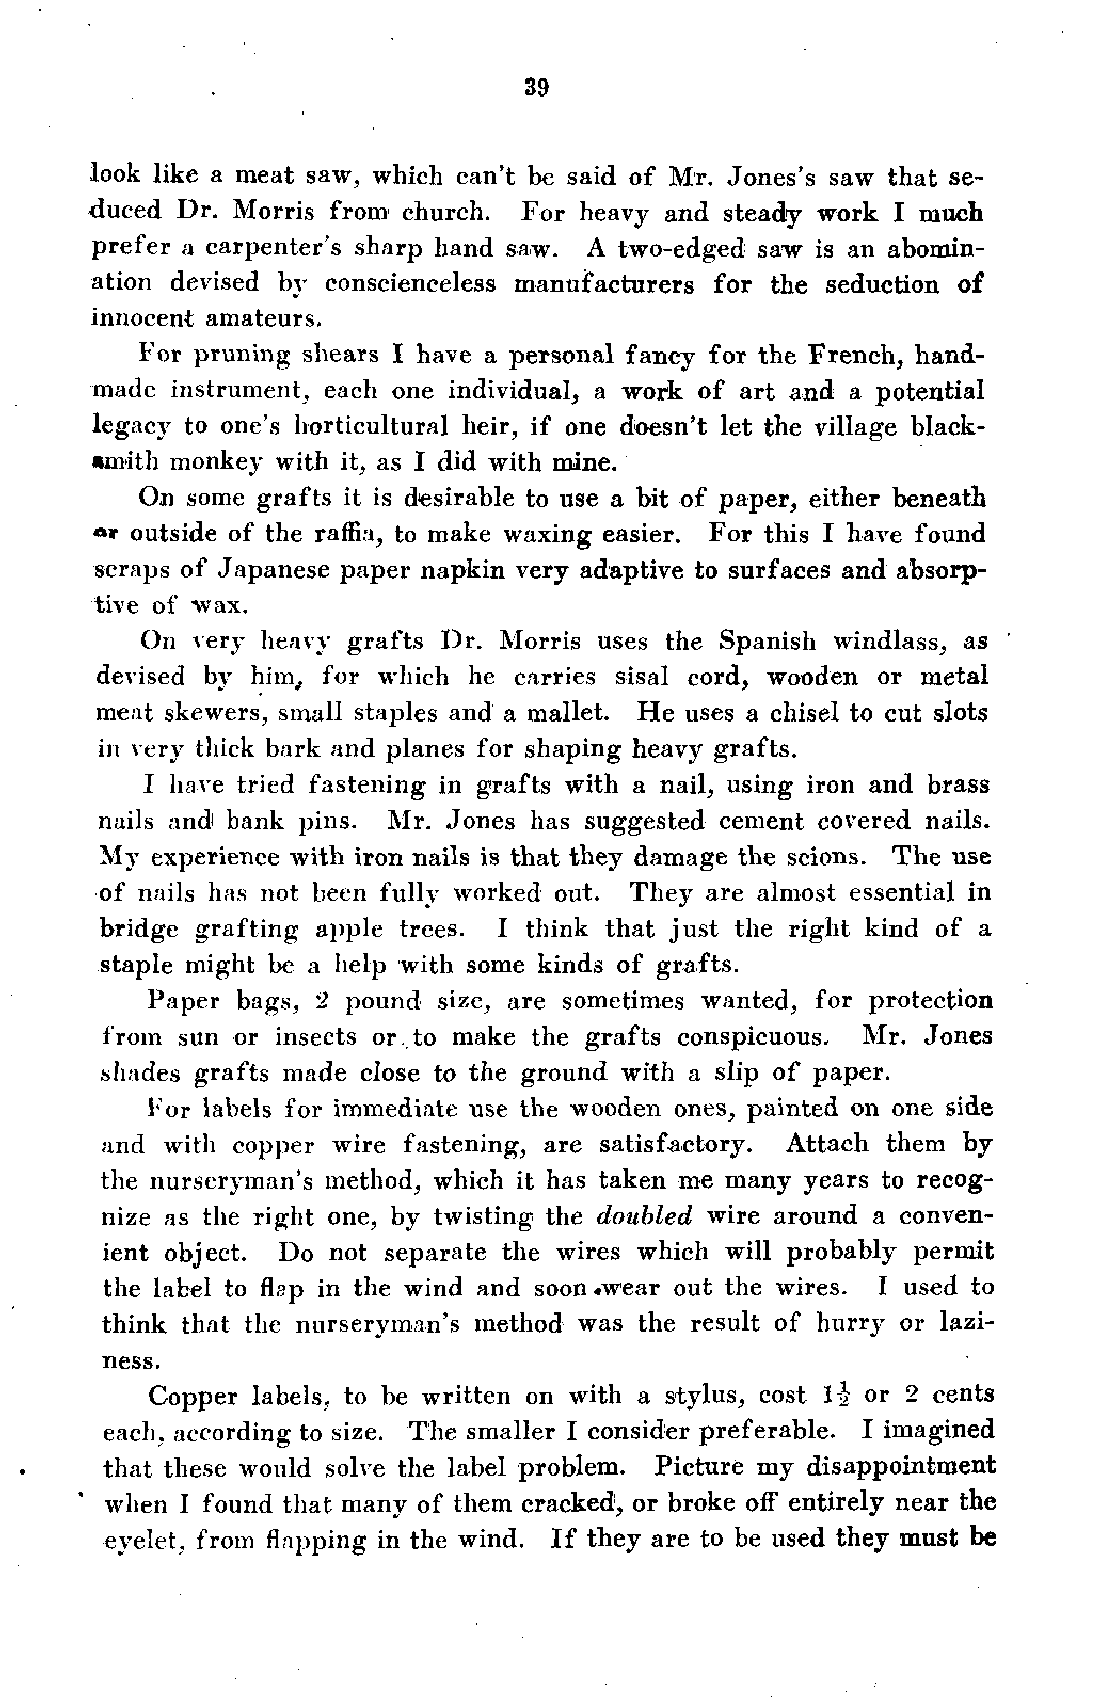 39
look like a meat saw, which can't be said of Mr. Jones's saw that se-
duced Dr. Morris from church. For heavy and steady work I much
prefer a carpenter's sharp hand saw. A two-edged saw is an abomin-
ation devised by conscienceless manufacturers for the seduction of
innocent amateurs.
For pruning shears I have a personal fancy for the French, hand-
made instrument, each one individual, a work of art and a potential
legacy to one's horticultural heir, if one doesn't let the village black-
smith monkey with it, as I did with mine.
On some grafts it is desirable to use a bit of paper, either beneath
or outside of the raffia, to make waxing easier. For this I have found
scraps of Japanese paper napkin very adaptive to surfaces and absorp-
tive of wax.
On very heavy grafts Dr. Morris uses the Spanish windlass, as
devised by him, for which he carries sisal cord, wooden or metal
meat skewers, small staples and a mallet. He uses a chisel to cut slots
in very thick bark and planes for shaping heavy grafts.
I have tried fastening in grafts with a nail, using iron and brass
nails and bank pins. Mr. Jones has suggested cement covered nails.
My experience with iron nails is that they damage the scions. The use
of nails has not been fully worked out. They are almost essential in
bridge grafting apple trees. I think that just the right kind of a
staple might be a help with some kinds of grafts.
Paper bags, 2 pound size, are sometimes wanted, for protection
from sun or insects or to make the grafts conspicuous. Mr. Jones
shades grafts made close to the ground with a slip of paper.
For labels for immediate use the wooden ones, painted on one side
and with copper wire fastening, are satisfactory. Attach them by
the nurseryman's method, which it has taken me many years to recog-
nize as the right one, by twisting the doubled wire around a conven-
ient object. Do not separate the wires which will probably permit
the label to flap in the wind and soon wear out the wires. I used to
think that the nurseryman's method was the result of hurry or lazi-
ness.
Copper labels, to be written on with a stylus, cost 1½ or 2 cents
each, according to size. The smaller I consider preferable. I imagined
that these would solve the label problem. Picture my disappointment
when I found that many of them cracked, or broke off entirely near the
eyelet, from flapping in the wind. If they are to be used they must be